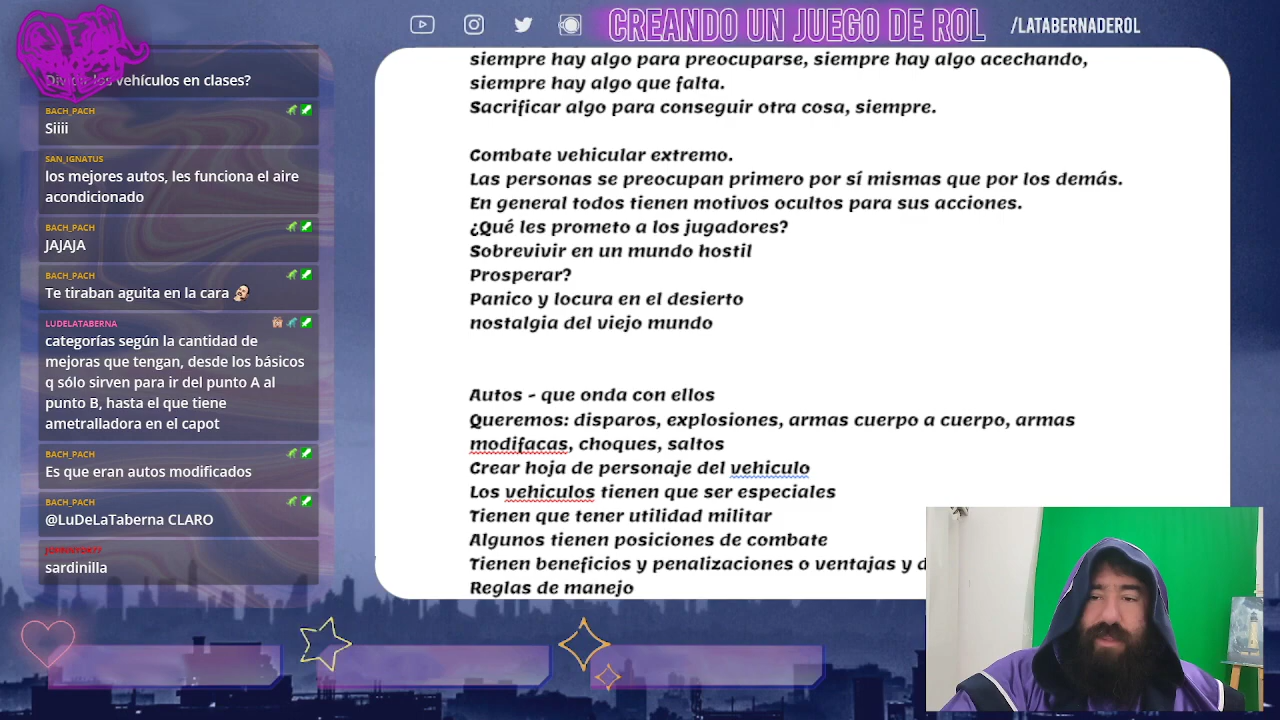 CREANDO UN JUEGO DE ROL
/LATABERNADEROL
vehículos en clases?
BACH_PACH
Siiii
SAN_IGNATUS
los mejores autos, les funciona el aire
acondicionado
BACH_PACH
JAJAJA
BACH_PACH
Te tiraban aguita en la cara
LUDELATABERNA
categorías según la cantidad de
mejoras que tengan, desde los básicos
q sólo sirven para ir del punto A al
punto B, hasta el que tiene
ametralladora en el capot
BACH_PACH
Es que eran autos modificados
BACH_PACH
@LuDeLaTaberna CLARO
sardinilla
siempre hay algo para preocuparse, siempre hay algo acechando,
siempre hay algo que falta.
Sacrificar algo para conseguir otra cosa, siempre.
Combate vehicular extremo.
Las personas se preocupan primero por sí mismas que por los demás.
En general todos tienen motivos ocultos para sus acciones.
¿Qué les prometo a los jugadores?
Sobrevivir en un mundo hostil
Prosperar?
Panico y locura en el desierto
nostalgia del viejo mundo
Autos - que onda con ellos
Queremos: disparos, explosiones, armas cuerpo a cuerpo, armas
modifacas, choques, saltos
Crear hoja de personaje del vehiculo
Los vehiculos tienen que ser especiales
Tienen que tener utilidad militar
Algunos tienen posiciones de combate
Tienen beneficios y penalizaciones o ventajas y
Reglas de manejo